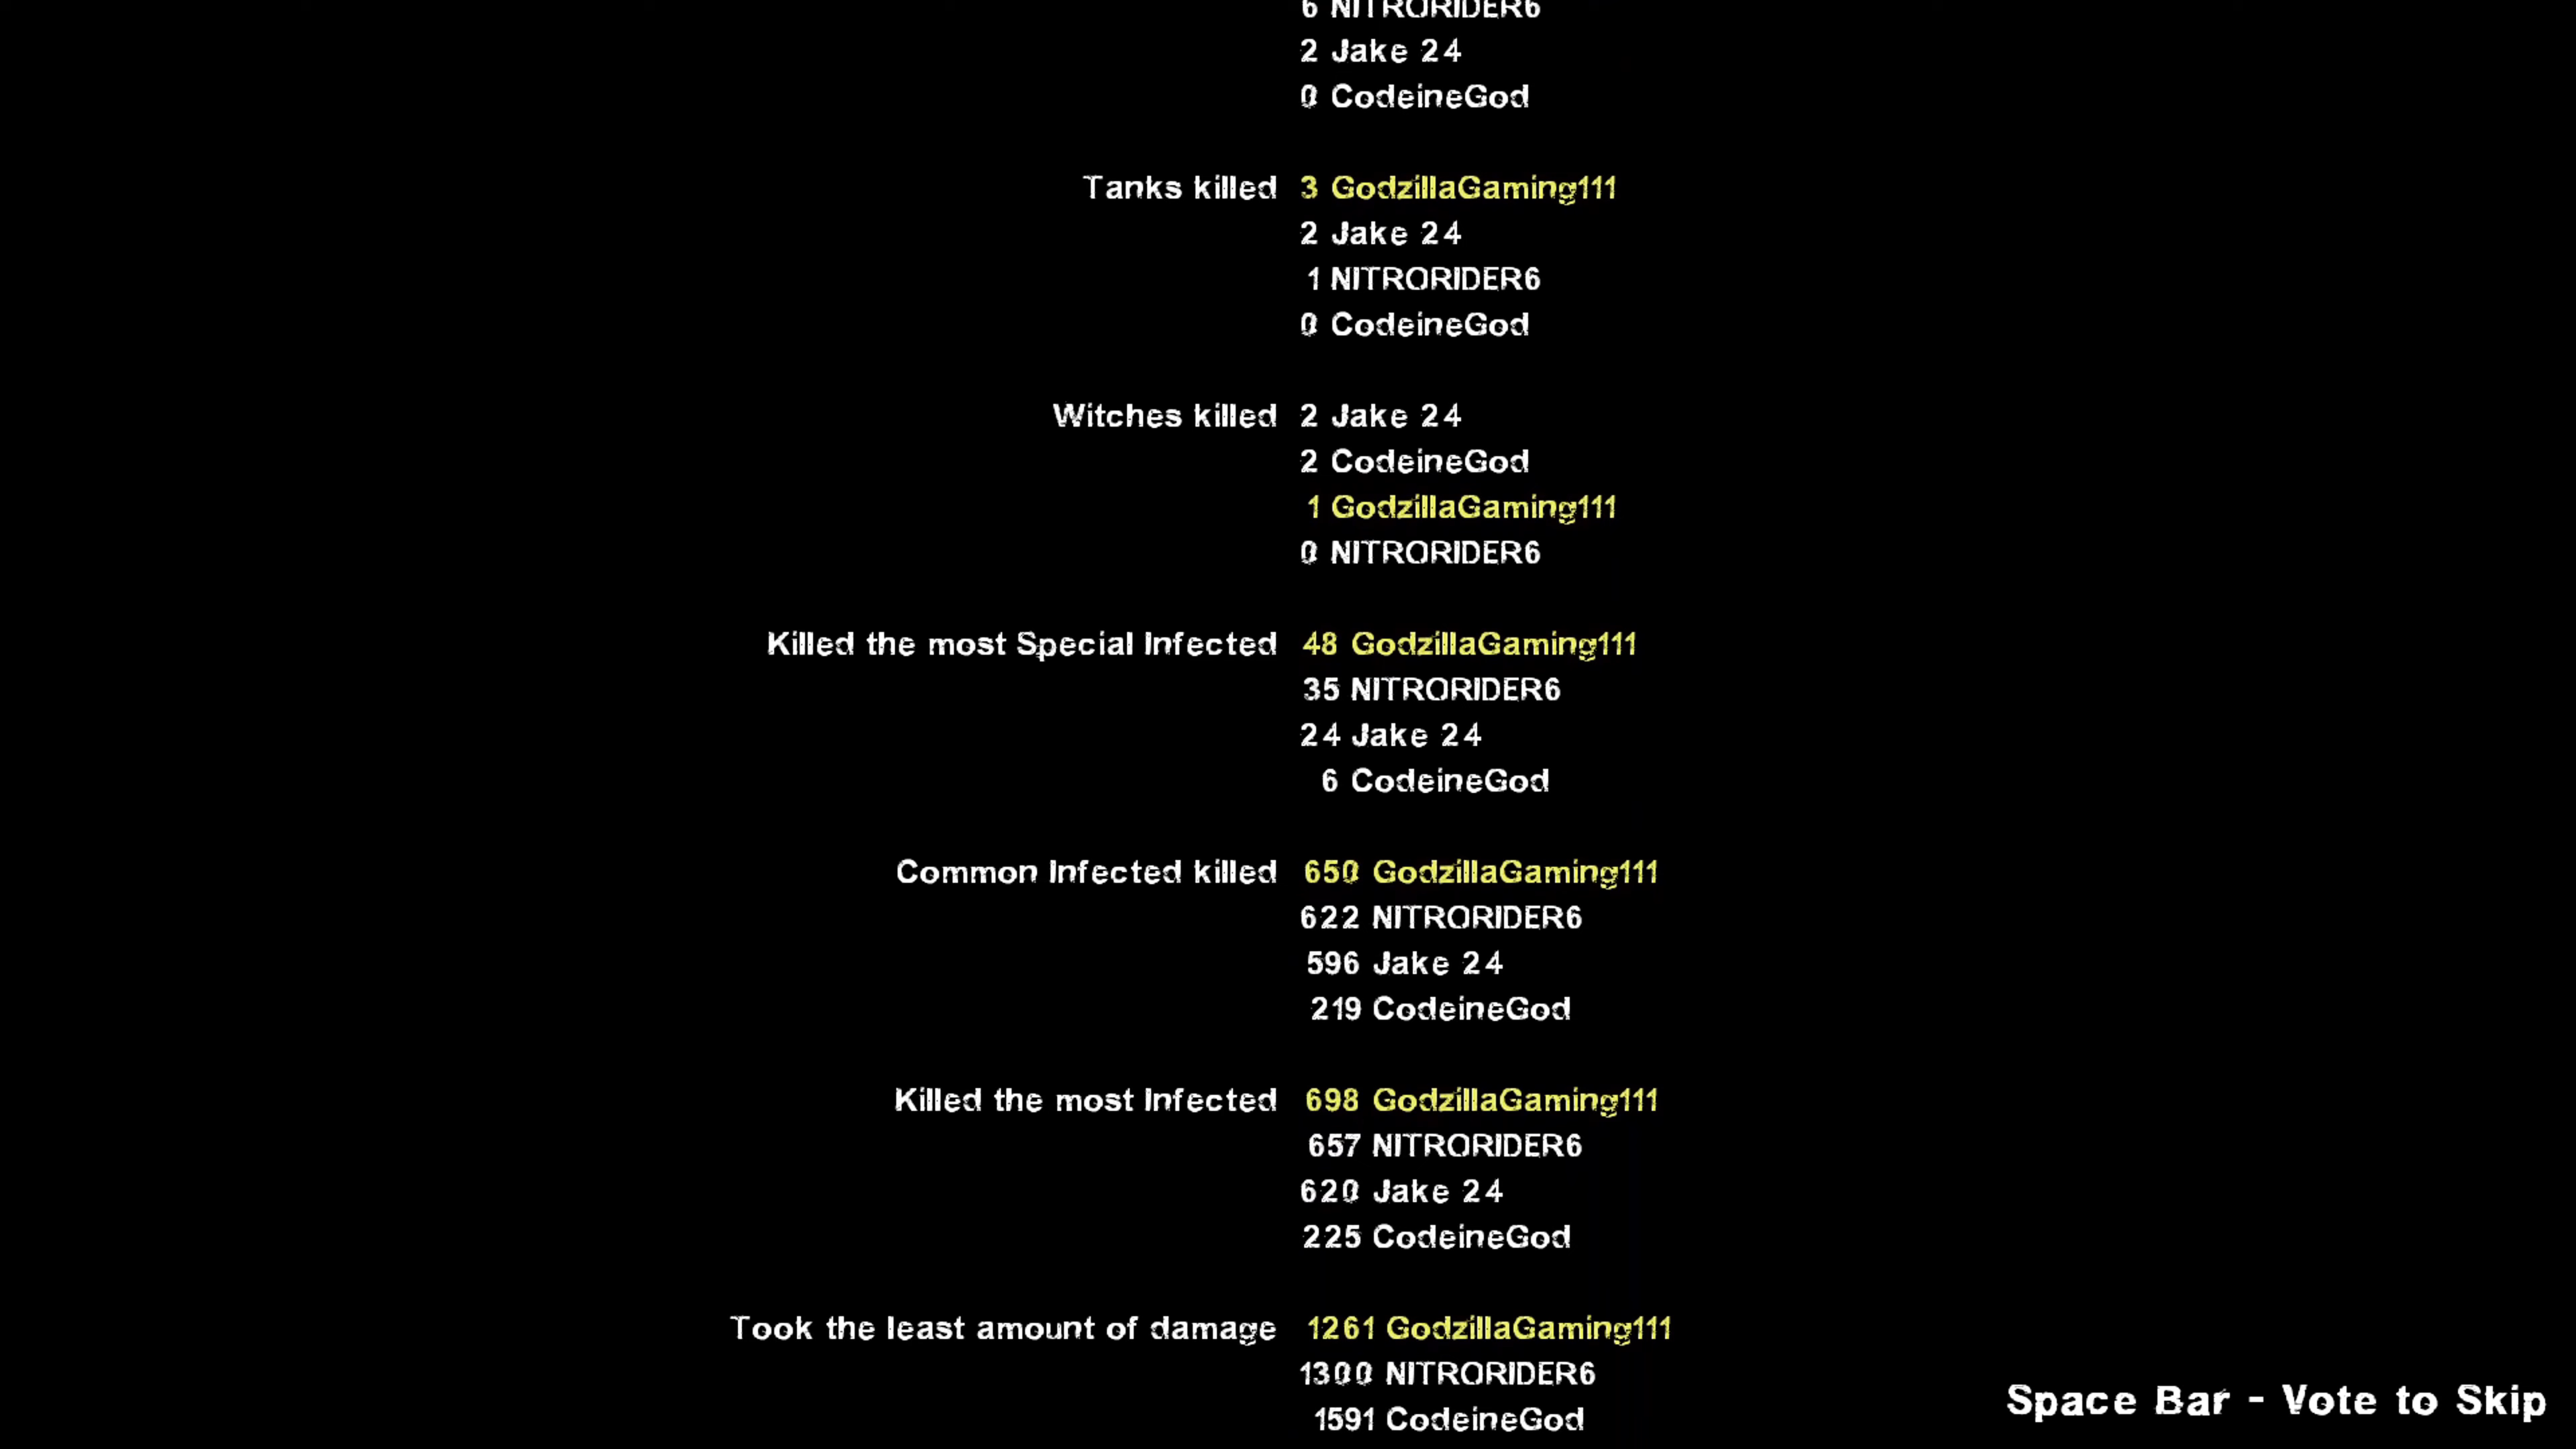 6 NITRORIDER6
2 Jake 24
0 CodeineGod
Tanks killed 3 GodzillaGaming111
2 Jake 24
1 NITRORIDER6
0 CodeineGod
Witches killed 2 Jake 24
2 CodeineGod
1 GodzillaGaming111
0 NITRORIDER6
Killed the most Special Infected 48 GodzillaGaming111
35 NITRORIDER6
24 Jake 24
6 CodeineGod
Common Infected killed 650 GodzillaGaming111
622 NITRORIDER6
596 Jake 24
219 CodeineGod
Killed the most Infected 698 GodzillaGaming111
657 NITRORIDER6
620 Jake 24
225 CodeineGod
Took the least amount of damage 1261 GodzillaGaming111
1300 NITRORIDER6
1591 CodeineGod
Space Bar - Vote to Skip